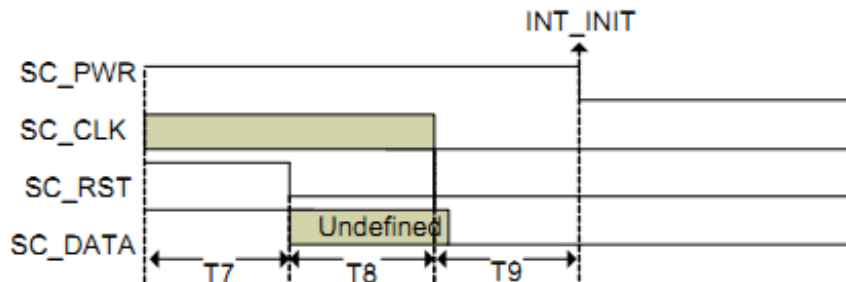 INT_INIT
SC_PWR
SC_CLK
SC_RST
SC_DATA
Undefined
T7
T8
T9